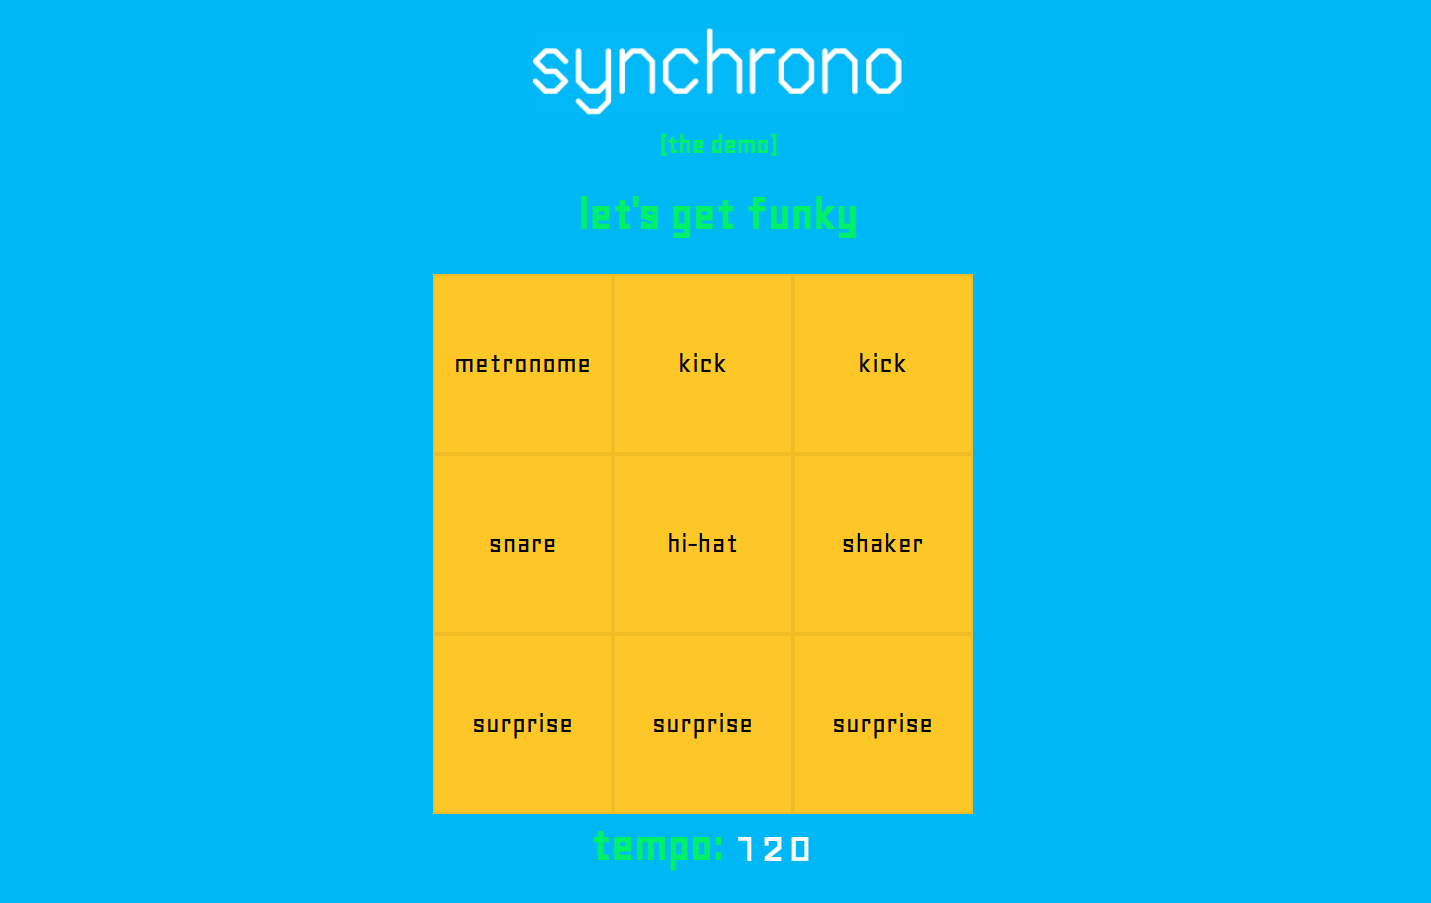 synchrono
[the demo]
let's get funky
metronome kick kick
snare hi-hat shaker
surprise surprise surprise
tempo: 120